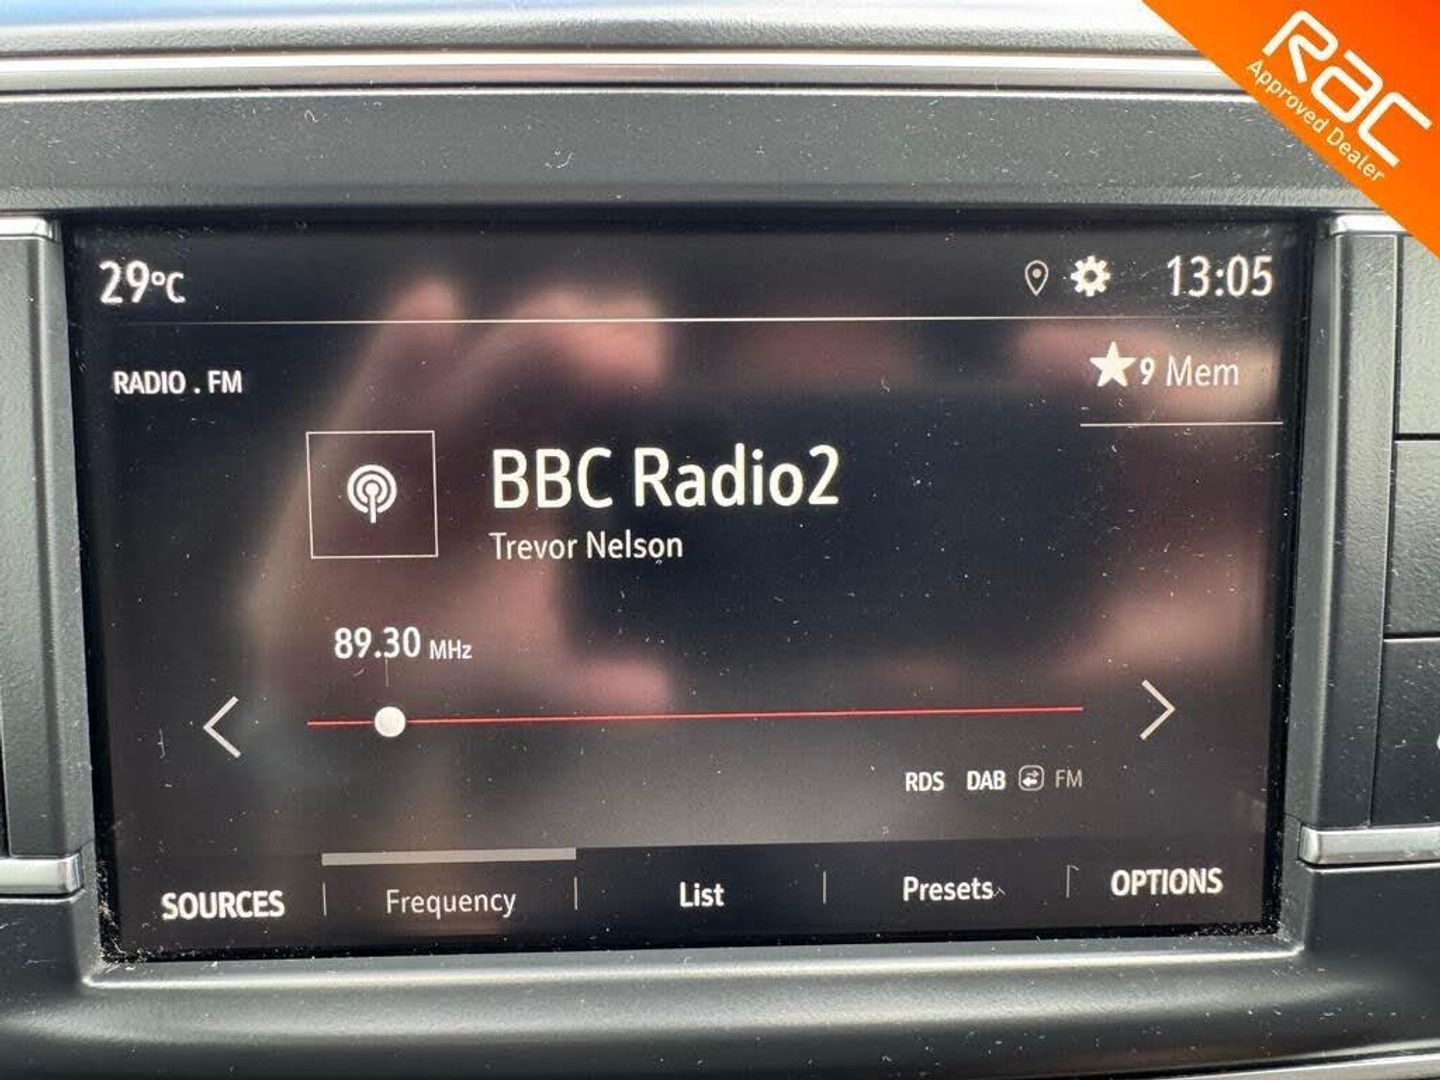 rac
Approved Dealer
29°C
13:05
RADIO . FM
9 Mem
BBC Radio2
Trevor Nelson
89.30 MHz
RDS DAB FM
SOURCES Frequency List Presets OPTIONS